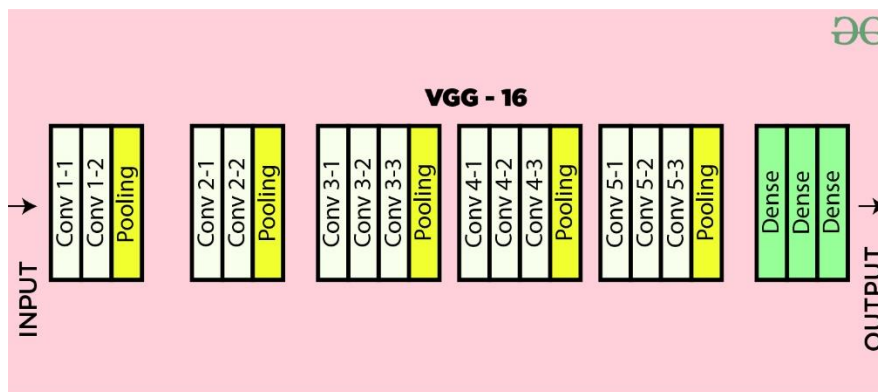 VGG - 16
INPUT
Conv 1-1
Conv 1-2
Pooling
Conv 2-1
Conv 2-2
Pooling
Conv 3-1
Conv 3-2
Conv 3-3
Pooling
Conv 4-1
Conv 4-2
Conv 4-3
Pooling
Conv 5-1
Conv 5-2
Conv 5-3
Pooling
Dense
Dense
Dense
OUTPUT